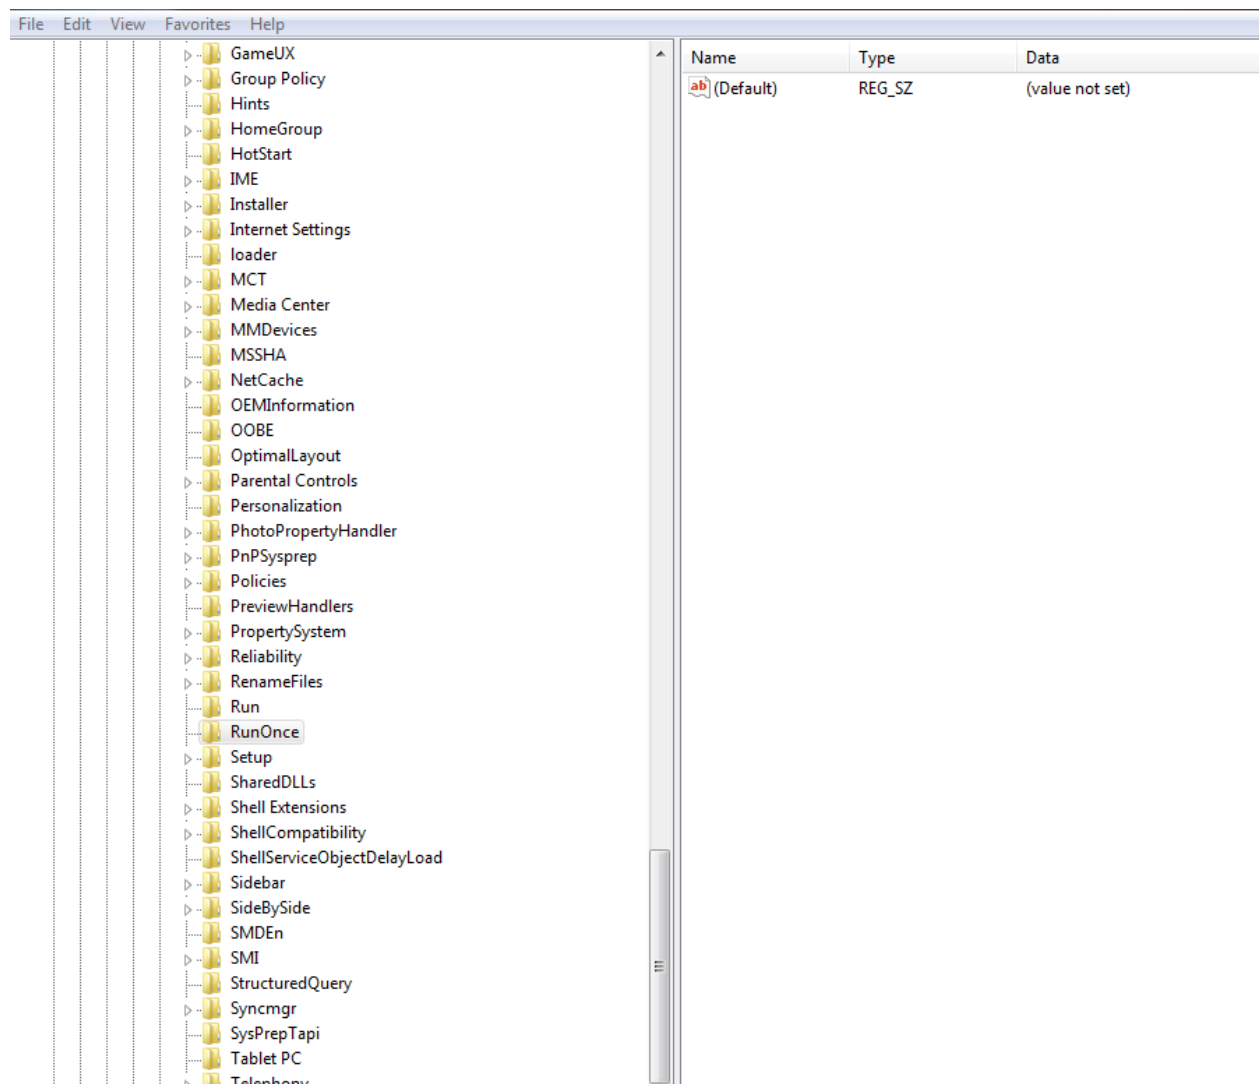 File Edit View Favorites Help
GameUX
Group Policy
Hints
HomeGroup
HotStart
IME
Installer
Internet Settings
loader
MCT
Media Center
MMDevices
MSSHA
NetCache
OEMInformation
OOBE
OptimalLayout
Parental Controls
Personalization
PhotoPropertyHandler
PnPSysprep
Policies
PreviewHandlers
PropertySystem
Reliability
RenameFiles
Run
RunOnce
Setup
SharedDLLs
Shell Extensions
ShellCompatibility
ShellServiceObjectDelayLoad
Sidebar
SideBySide
SMDEn
SMI
StructuredQuery
Syncmgr
SysPrepTapi
Tablet PC
Telephony
Name Type Data
ab (Default) REG_SZ (value not set)